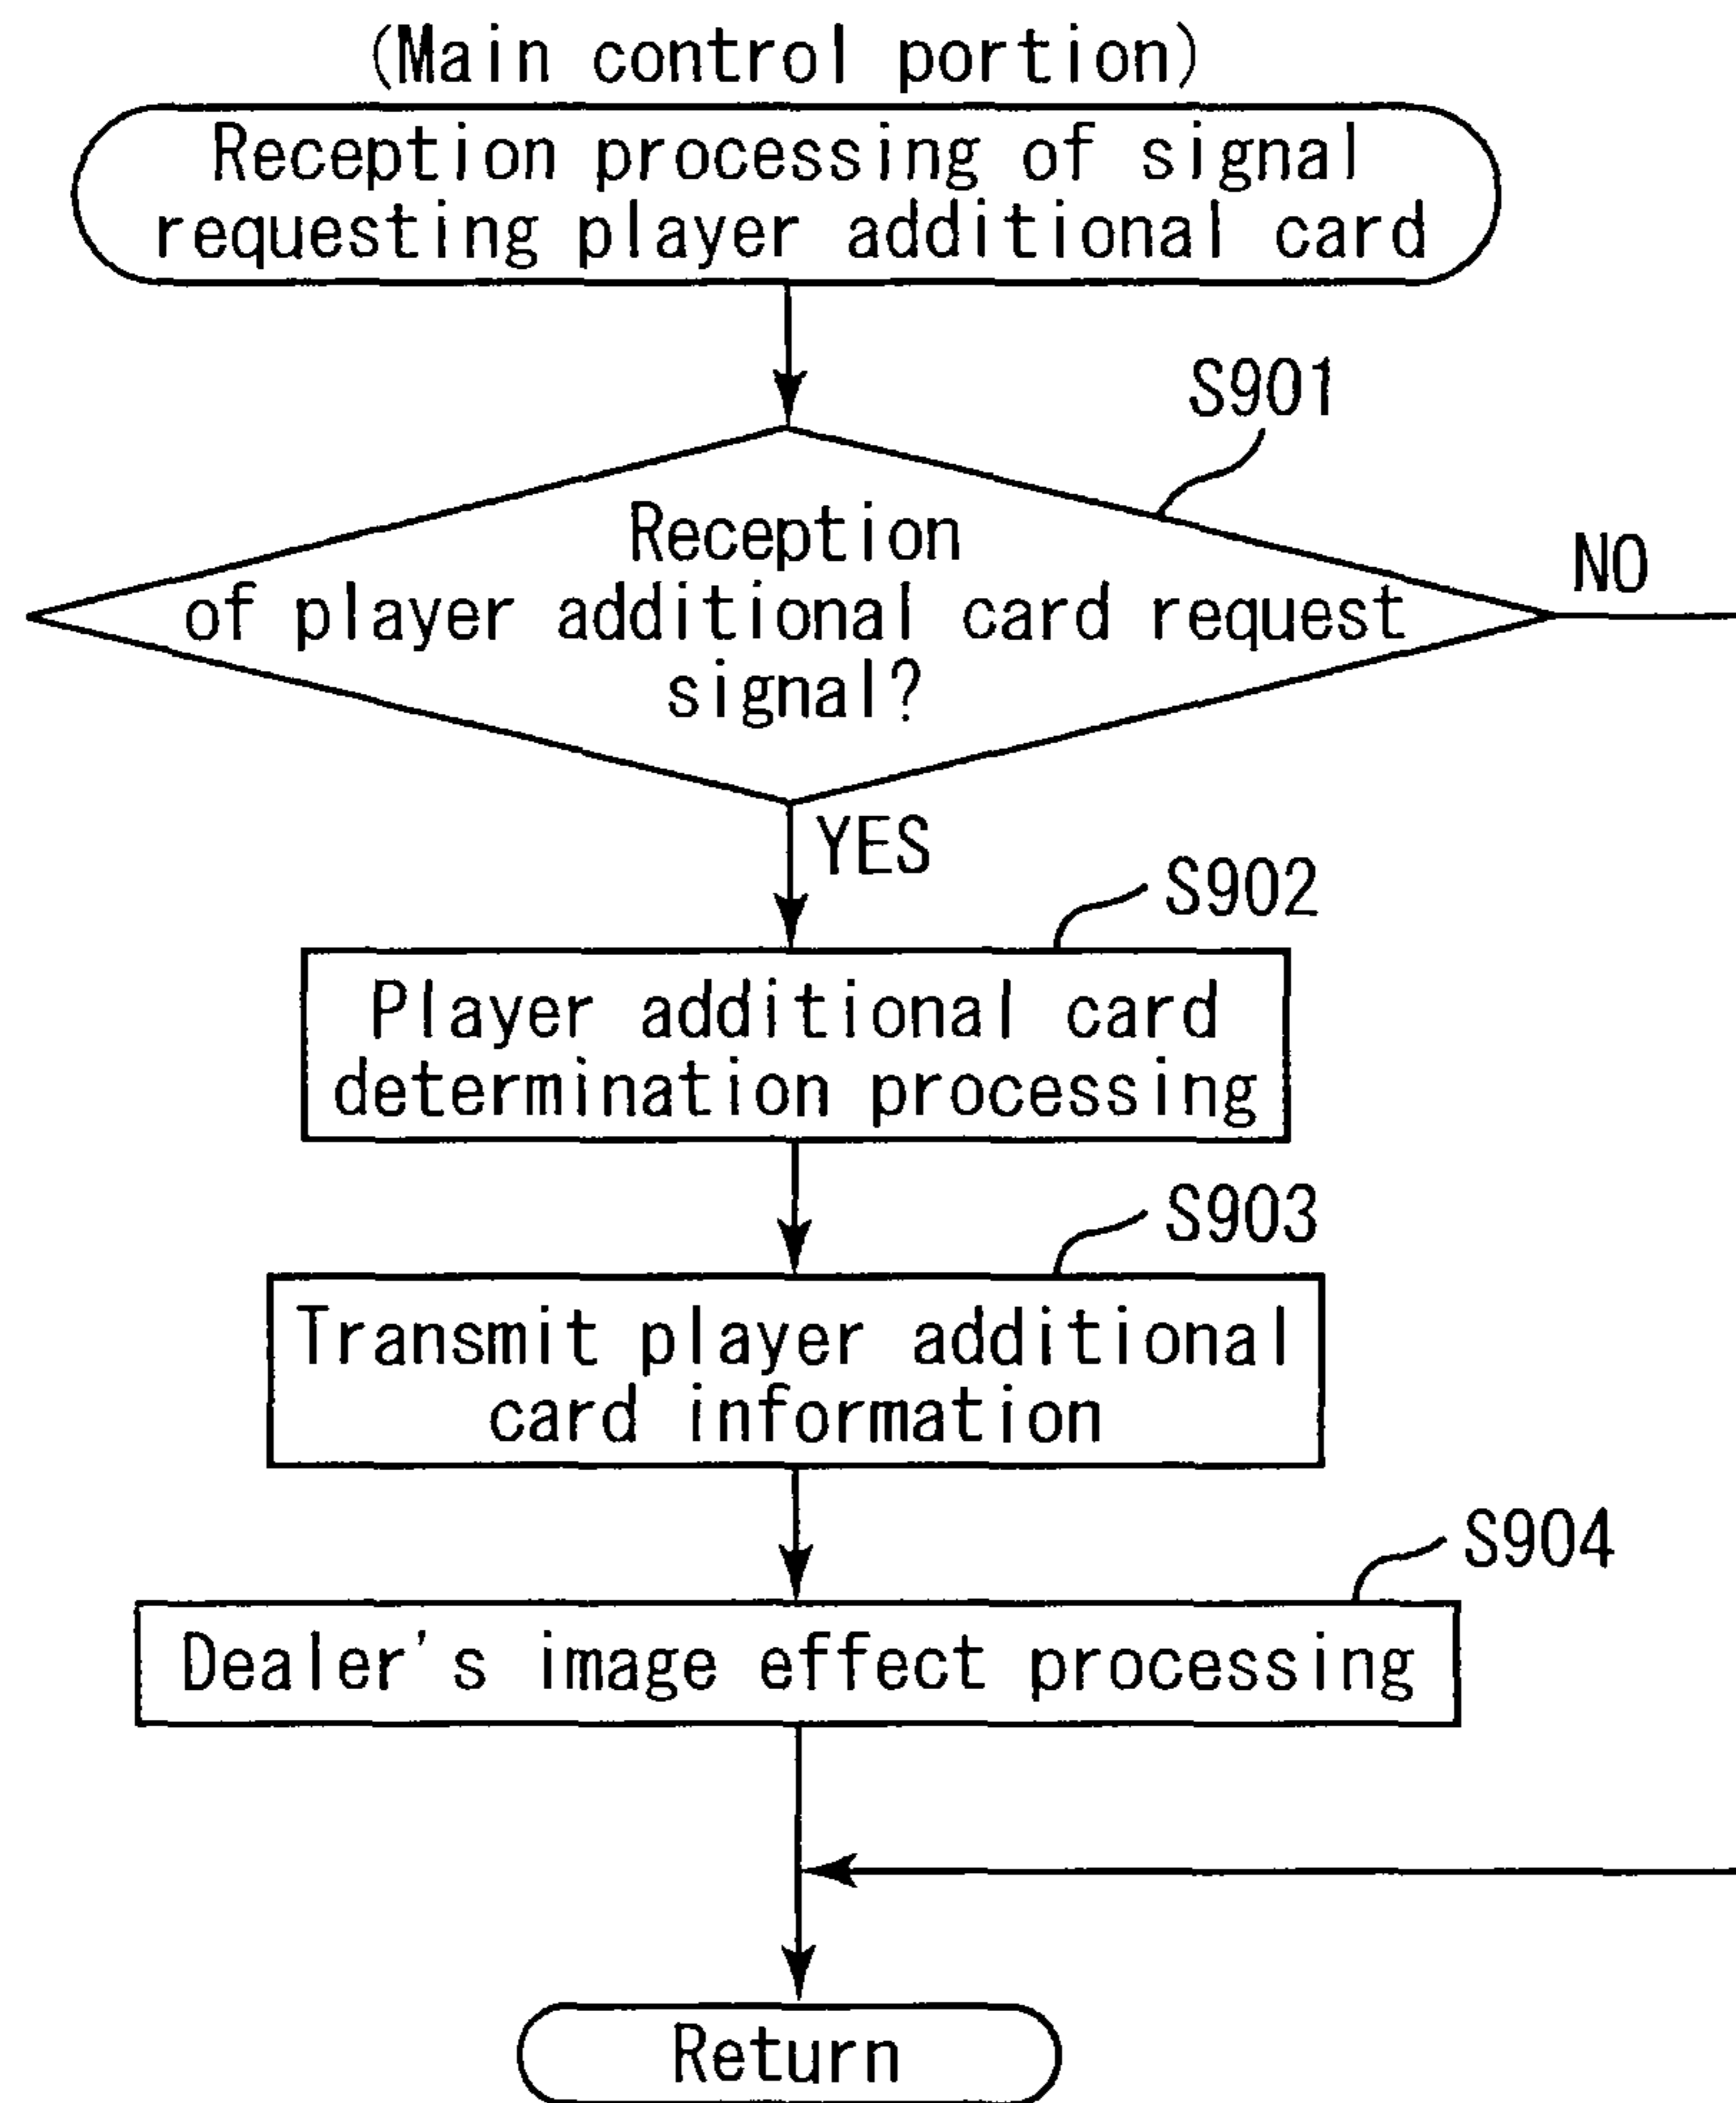 (Main control portion)
Reception processing of signal
requesting player additional card
S901
Reception
of player additional card request
signal?
NO
YES
S902
Player additional card
determination processing
S903
Transmit player additional
card information
S904
Dealer's image effect processing
Return